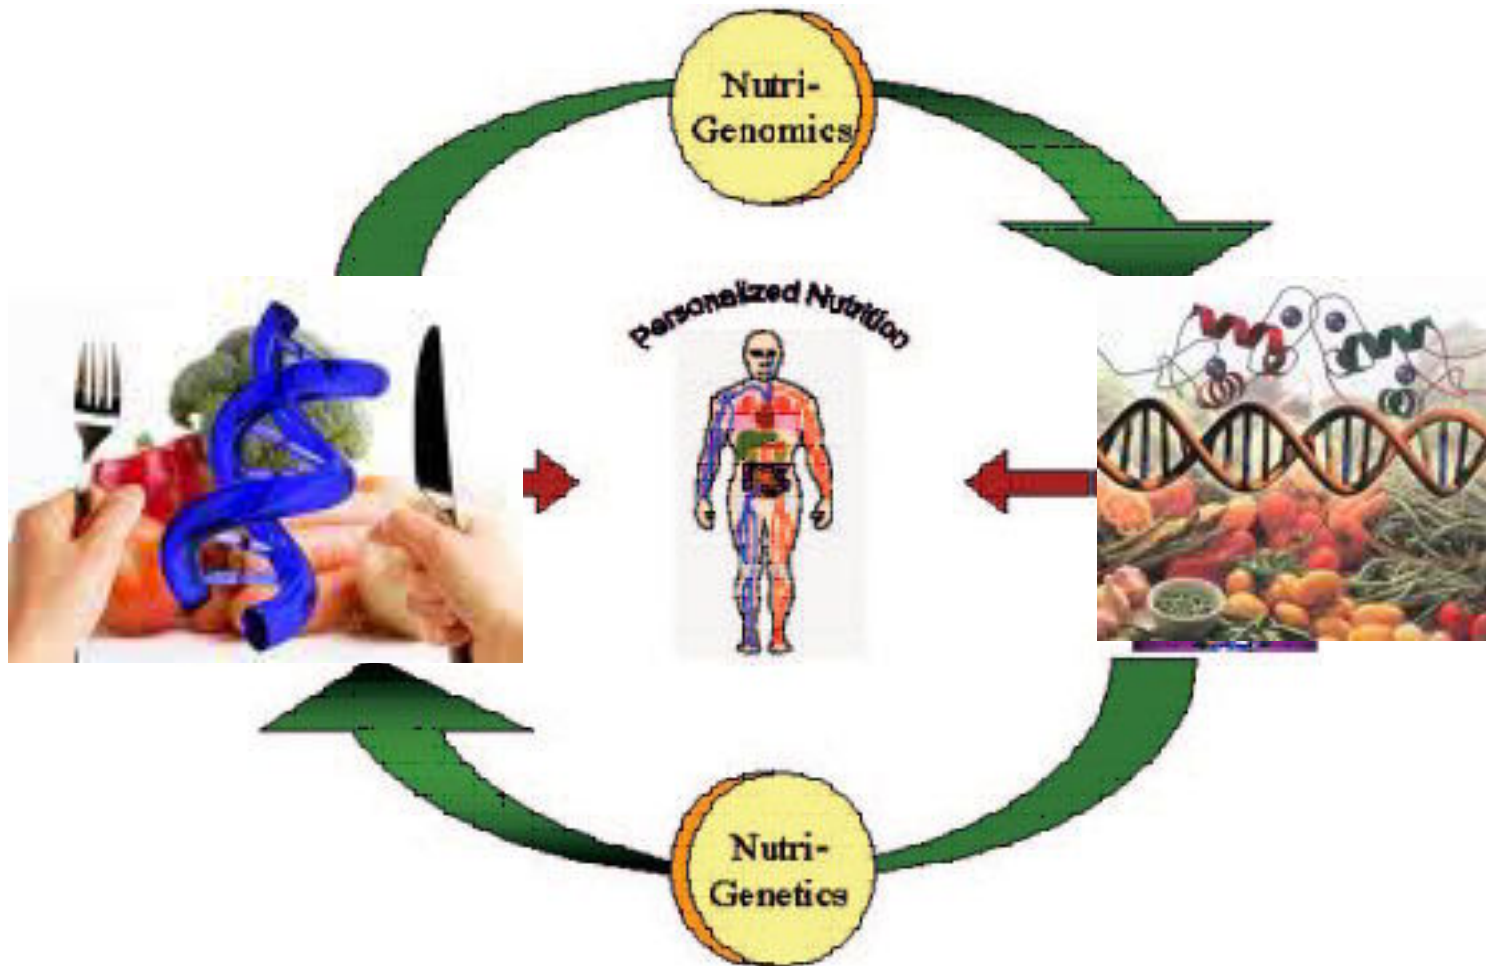 Nutri-
Genomics
Personalized Nutrition
Nutri-
Genetics